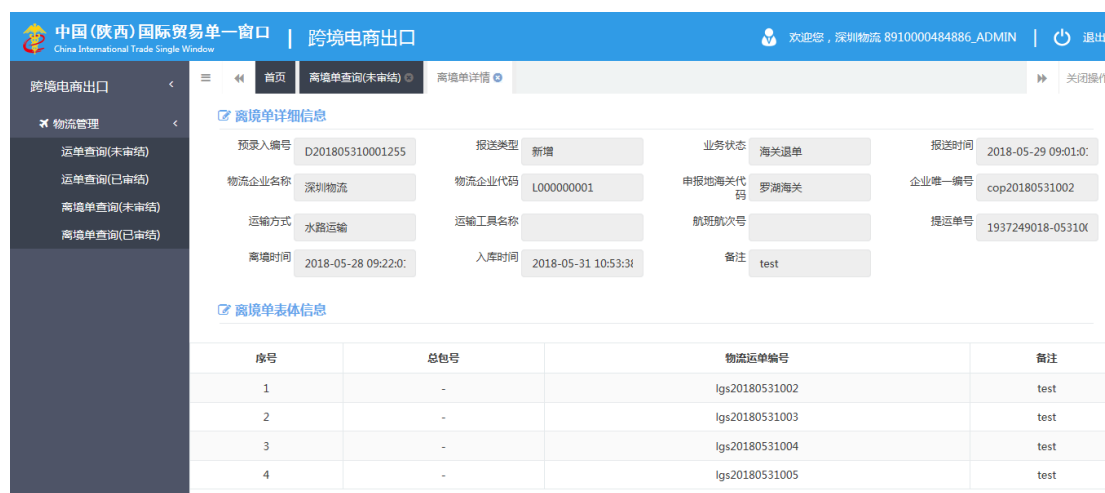 中国(陕西)国际贸易单一窗口 | 跨境电商出口 欢迎您，深圳物流 8910000484886_ADMIN | 退出
China International Trade Single Window
跨境电商出口 首页 离境单查询(未审结) 离境单详情 关闭操作
物流管理
运单查询(未审结)
运单查询(已审结)
离境单查询(未审结)
离境单查询(已审结)
离境单详细信息
预录入编号 D201805310001255 报送类型 新增 业务状态 海关退单 报送时间 2018-05-29 09:01:0
物流企业名称 深圳物流 物流企业代码 L000000001 申报地海关代码 罗湖海关 企业唯一编号 cop20180531002
运输方式 水路运输 运输工具名称 航班航次号 提运单号 1937249018-05310
离境时间 2018-05-28 09:22:0 入库时间 2018-05-31 10:53:38 备注 test
离境单表体信息
序号 总包号 物流运单编号 备注
1 - lgs20180531002 test
2 - lgs20180531003 test
3 - lgs20180531004 test
4 - lgs20180531005 test